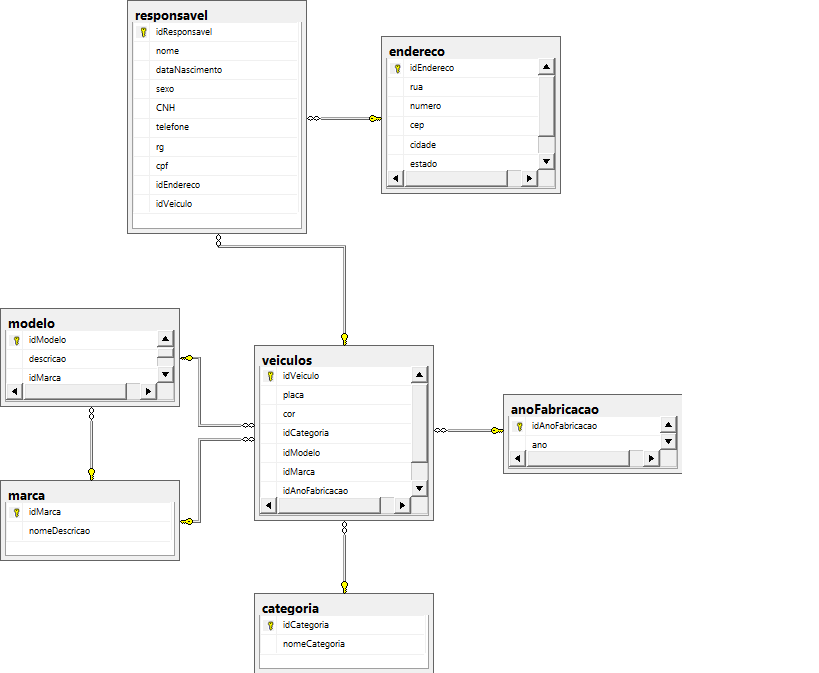 responsavel
idResponsavel
nome
dataNascimento
sexo
CNH
telefone
rg
cpf
idEndereco
idVeiculo
endereco
idEndereco
rua
numero
cep
cidade
estado
modelo
idModelo
descricao
idMarca
veiculos
idVeiculo
placa
cor
idCategoria
idModelo
idMarca
idAnoFabricacao
anoFabricacao
idAnoFabricacao
ano
marca
idMarca
nomeDescricao
categoria
idCategoria
nomeCategoria